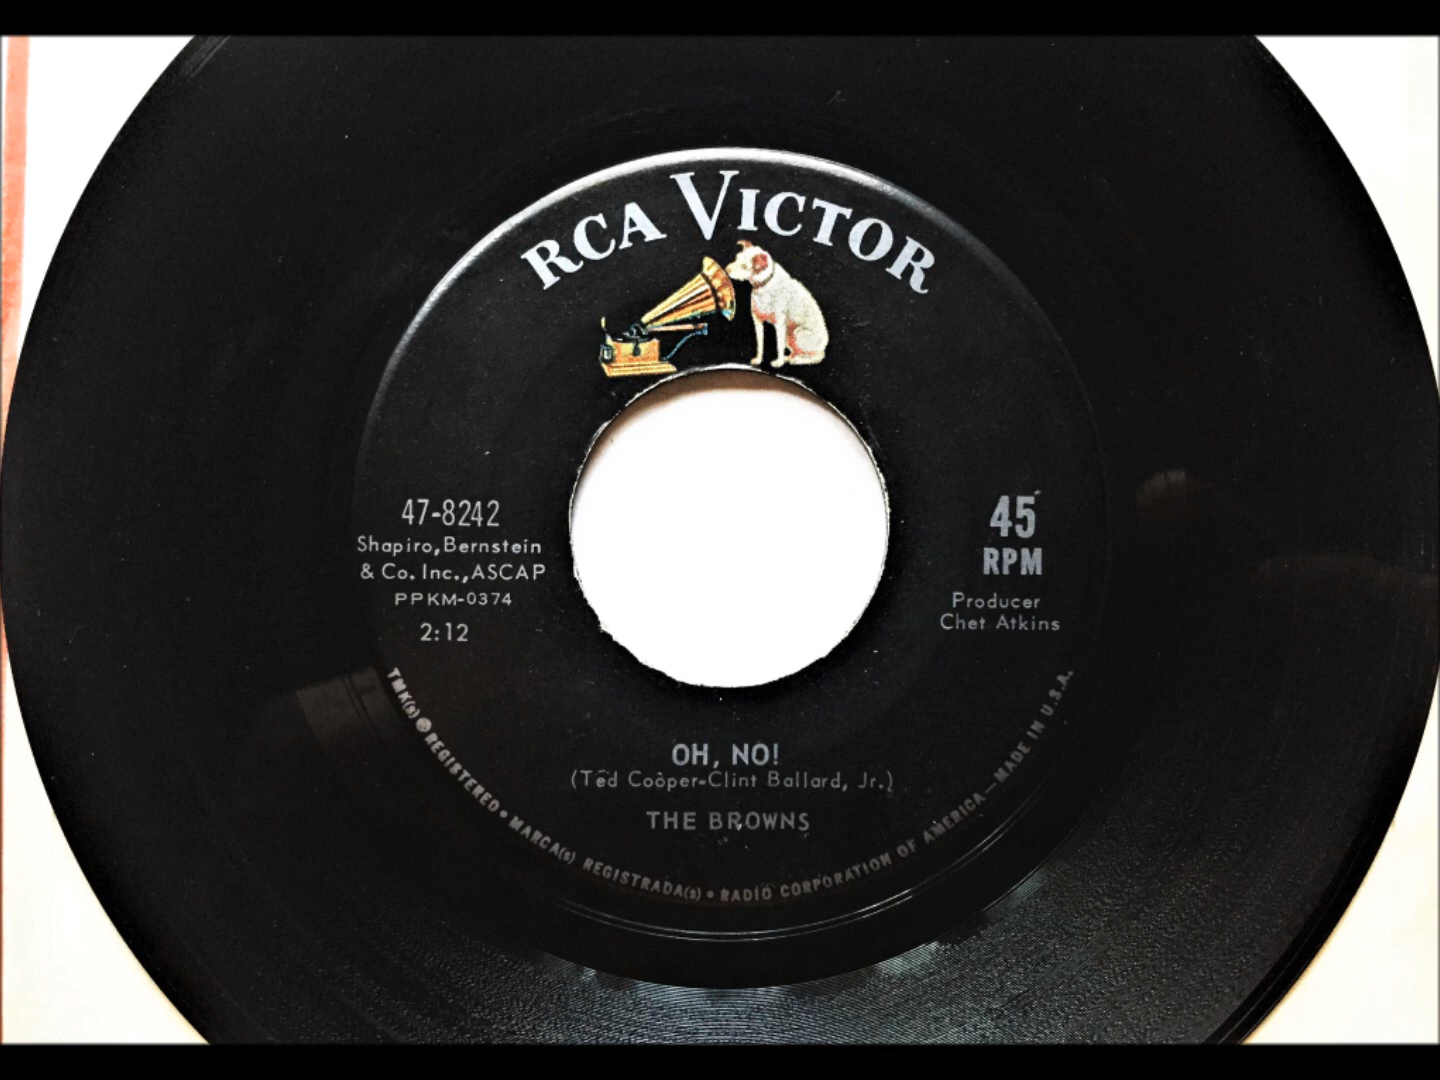 RCA VICTOR
47-8242
Shapiro, Bernstein
& Co. Inc., ASCAP
PPKM-0374
2:12
45
RPM
Producer
Chet Atkins
OH, NO!
(Ted Cooper-Clint Ballard, Jr.)
THE BROWNS
TMK(s) ® REGISTERED • MARCA(s) REGISTRADA(s) • RADIO CORPORATION OF AMERICA — MADE IN U.S.A.